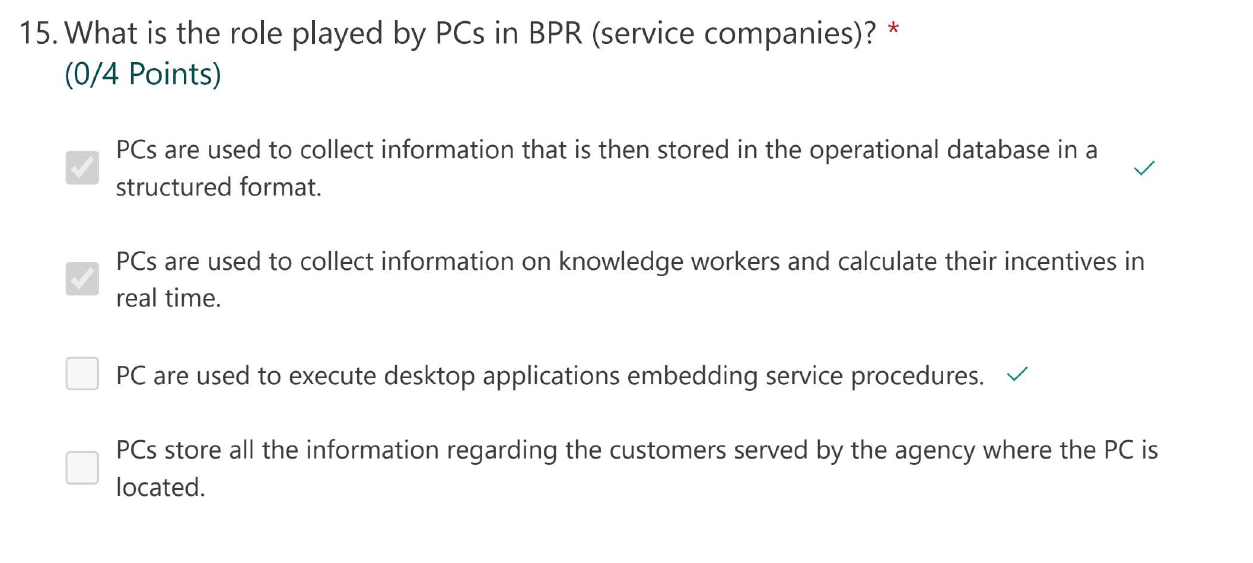 15. What is the role played by PCs in BPR (service companies)? *
(0/4 Points)
PCs are used to collect information that is then stored in the operational database in a
structured format.
PCs are used to collect information on knowledge workers and calculate their incentives in
real time.
PC are used to execute desktop applications embedding service procedures.
PCs store all the information regarding the customers served by the agency where the PC is
located.